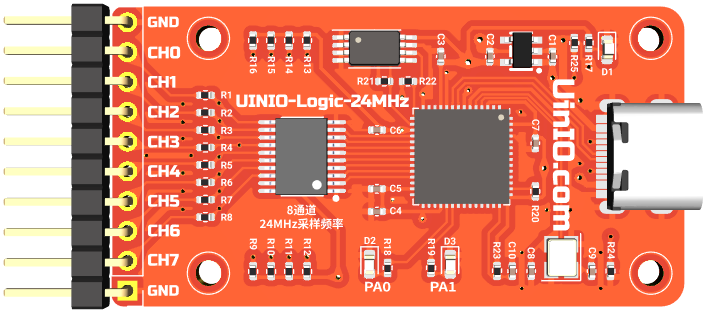 GND
CH0
CH1
CH2
CH3
CH4
CH5
CH6
CH7
GND
R16
R15
R14
R13
R21
R22
C3
C2
C1
R25
R17
D1
R1
R2
R3
R4
R5
R6
R7
R8
UINIO-Logic-24MHz
C6
C5
C4
C7
R20
UinIO.com
8通道
24MHz采样频率
R9
R10
R11
R12
D2
R18
PA0
R19
D3
PA1
R23
C10
C8
C9
R24